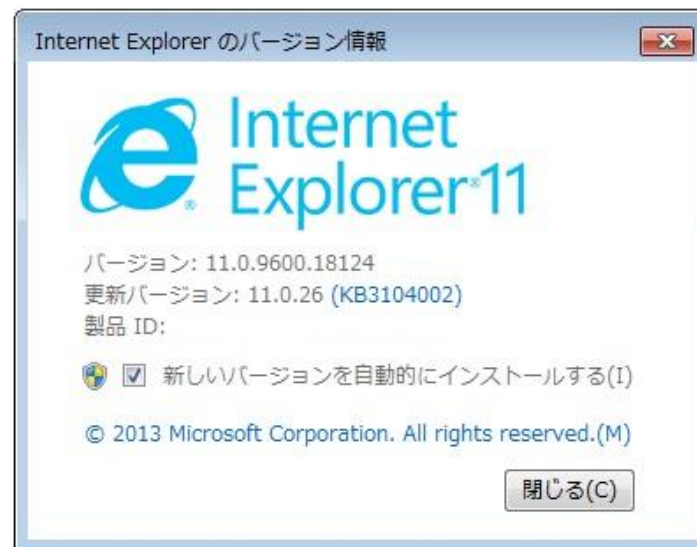 Internet Explorer のバージョン情報
Internet
Explorer®11
バージョン: 11.0.9600.18124
更新バージョン: 11.0.26 (KB3104002)
製品 ID:
新しいバージョンを自動的にインストールする(I)
© 2013 Microsoft Corporation. All rights reserved.(M)
閉じる(C)